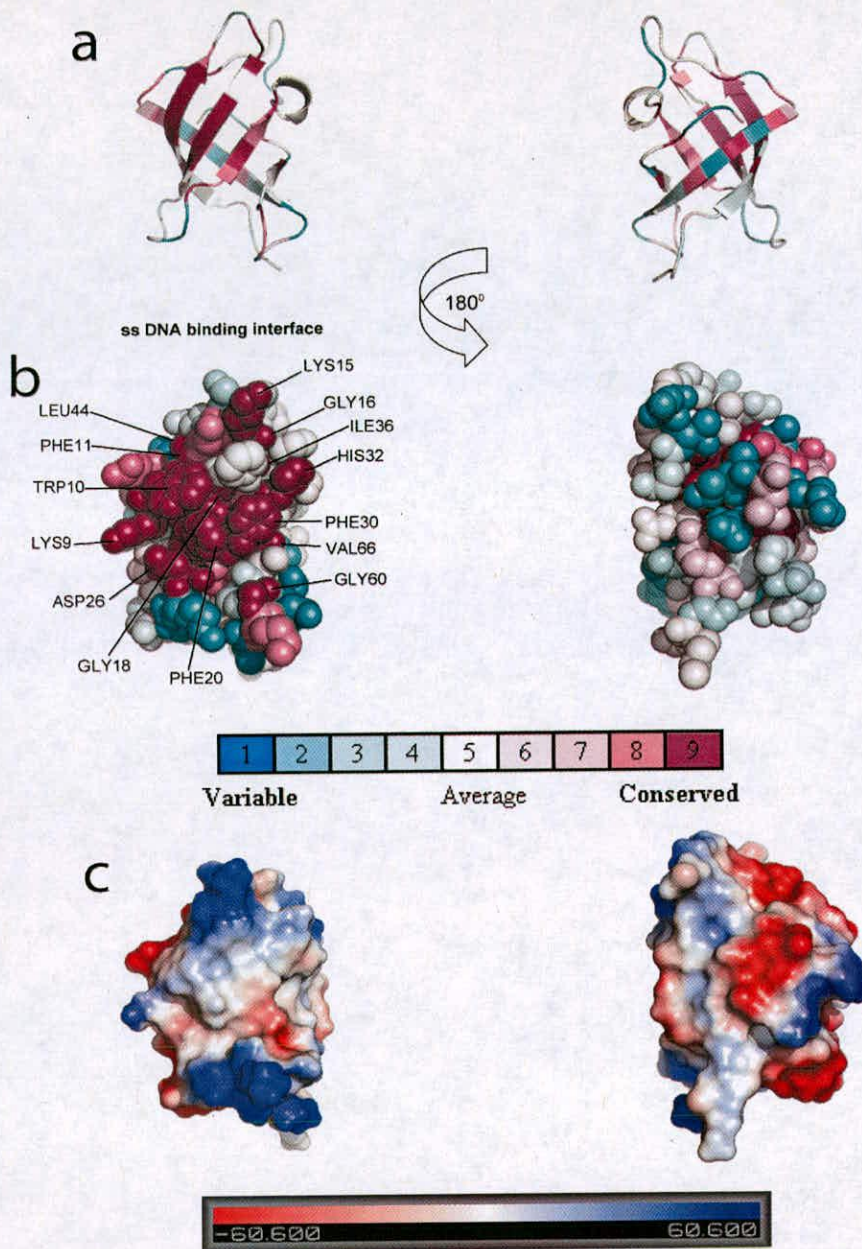 a
180⁰
ss DNA binding interface
b
LYS15
LEU44
GLY16
PHE11
ILE36
HIS32
TRP10
PHE30
LYS9
VAL66
ASP26
GLY60
GLY18
PHE20
1 2 3 4 5 6 7 8 9
Variable Average Conserved
c
-60.600 60.600